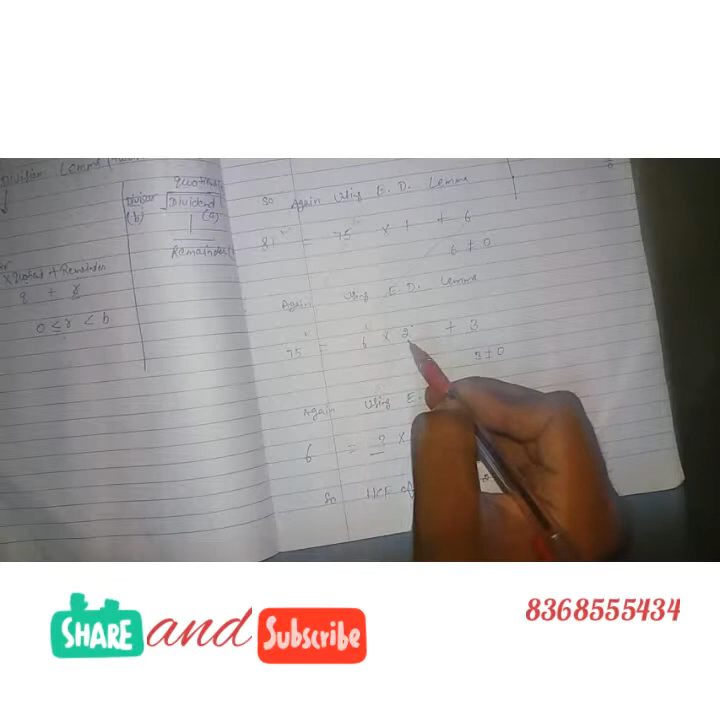 Division Lemma
Quotient + Remainder
q + r
0 ≤ r < b
Quotient
Divisor Dividend
(b) (a)
Remainder
So Again Using E. D. Lemma
81 = 75 × 1 + 6
6 ≠ 0
Again Using E. D. Lemma
75 = 6 × 2 + 3
3 ≠ 0
Again Using E.
6 = 3 ×
So HCF of
SHARE and Subscribe
8368555434